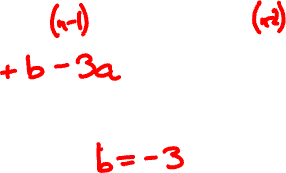 (n-1) (n-2)
+ b - 3a
b = -3